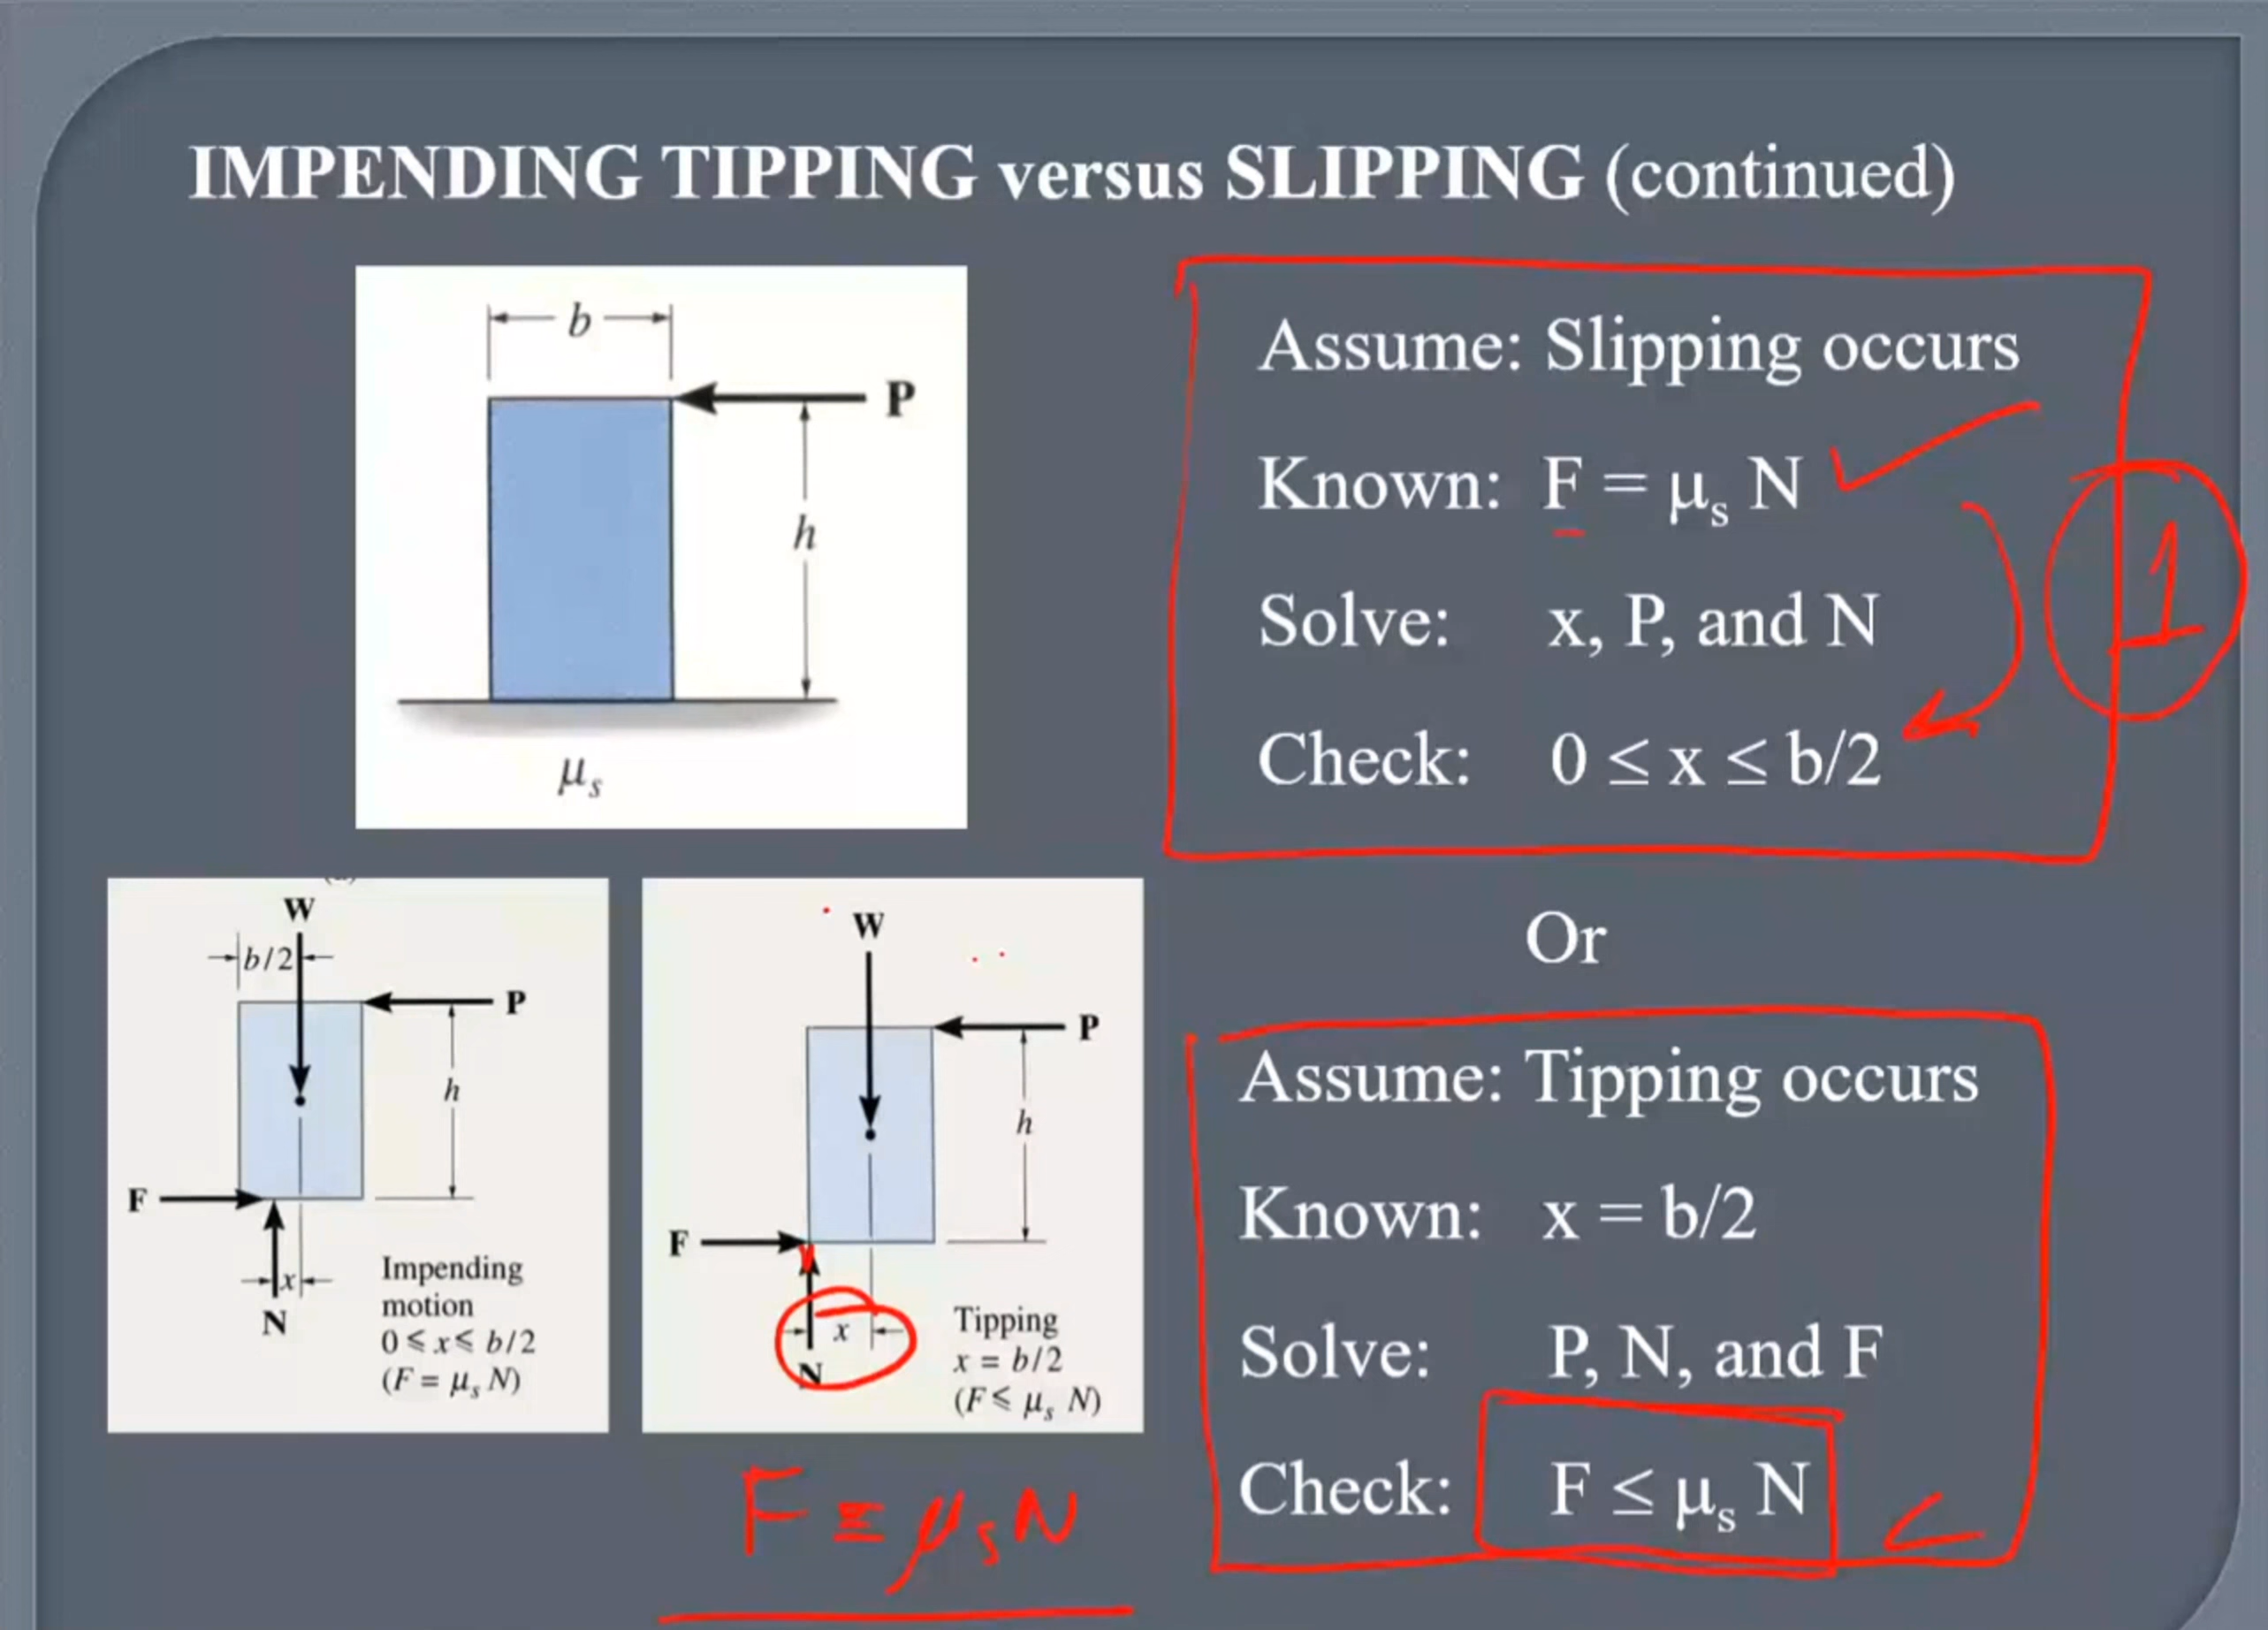 IMPENDING TIPPING versus SLIPPING (continued)
b
P
h
μs
Assume: Slipping occurs
Known: F = μs N
Solve: x, P, and N
Check: 0 ≤ x ≤ b/2
1
Or
W
b/2
P
h
F
x
N
Impending
motion
0 ≤ x ≤ b/2
(F = μs N)
W
P
h
F
x
N
Tipping
x = b/2
(F ≤ μs N)
Assume: Tipping occurs
Known: x = b/2
Solve: P, N, and F
Check: F ≤ μs N
F = μs N